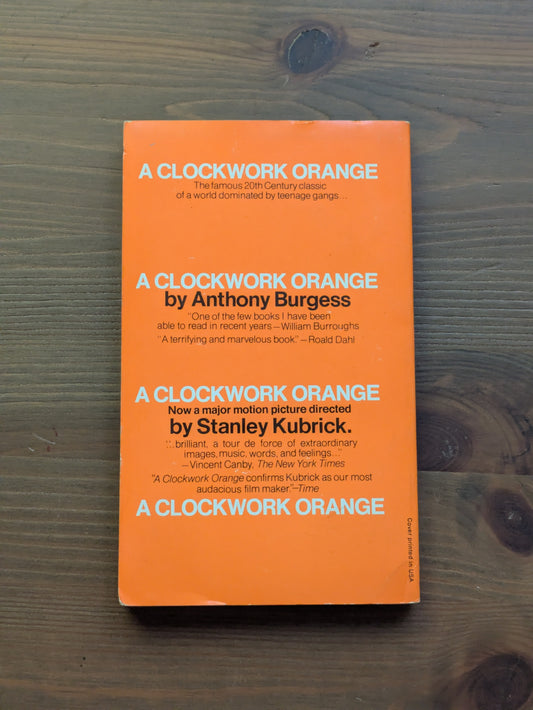 A CLOCKWORK ORANGE
The famous 20th Century classic
of a world dominated by teenage gangs...
A CLOCKWORK ORANGE
by Anthony Burgess
"One of the few books I have been
able to read in recent years—William Burroughs
"A terrifying and marvelous book."—Roald Dahl
A CLOCKWORK ORANGE
Now a major motion picture directed
by Stanley Kubrick.
"...brilliant, a tour de force of extraordinary
images, music, words, and feelings..."
—Vincent Canby, The New York Times
"A Clockwork Orange confirms Kubrick as our most
audacious film maker."—Time
A CLOCKWORK ORANGE
Cover printed in USA